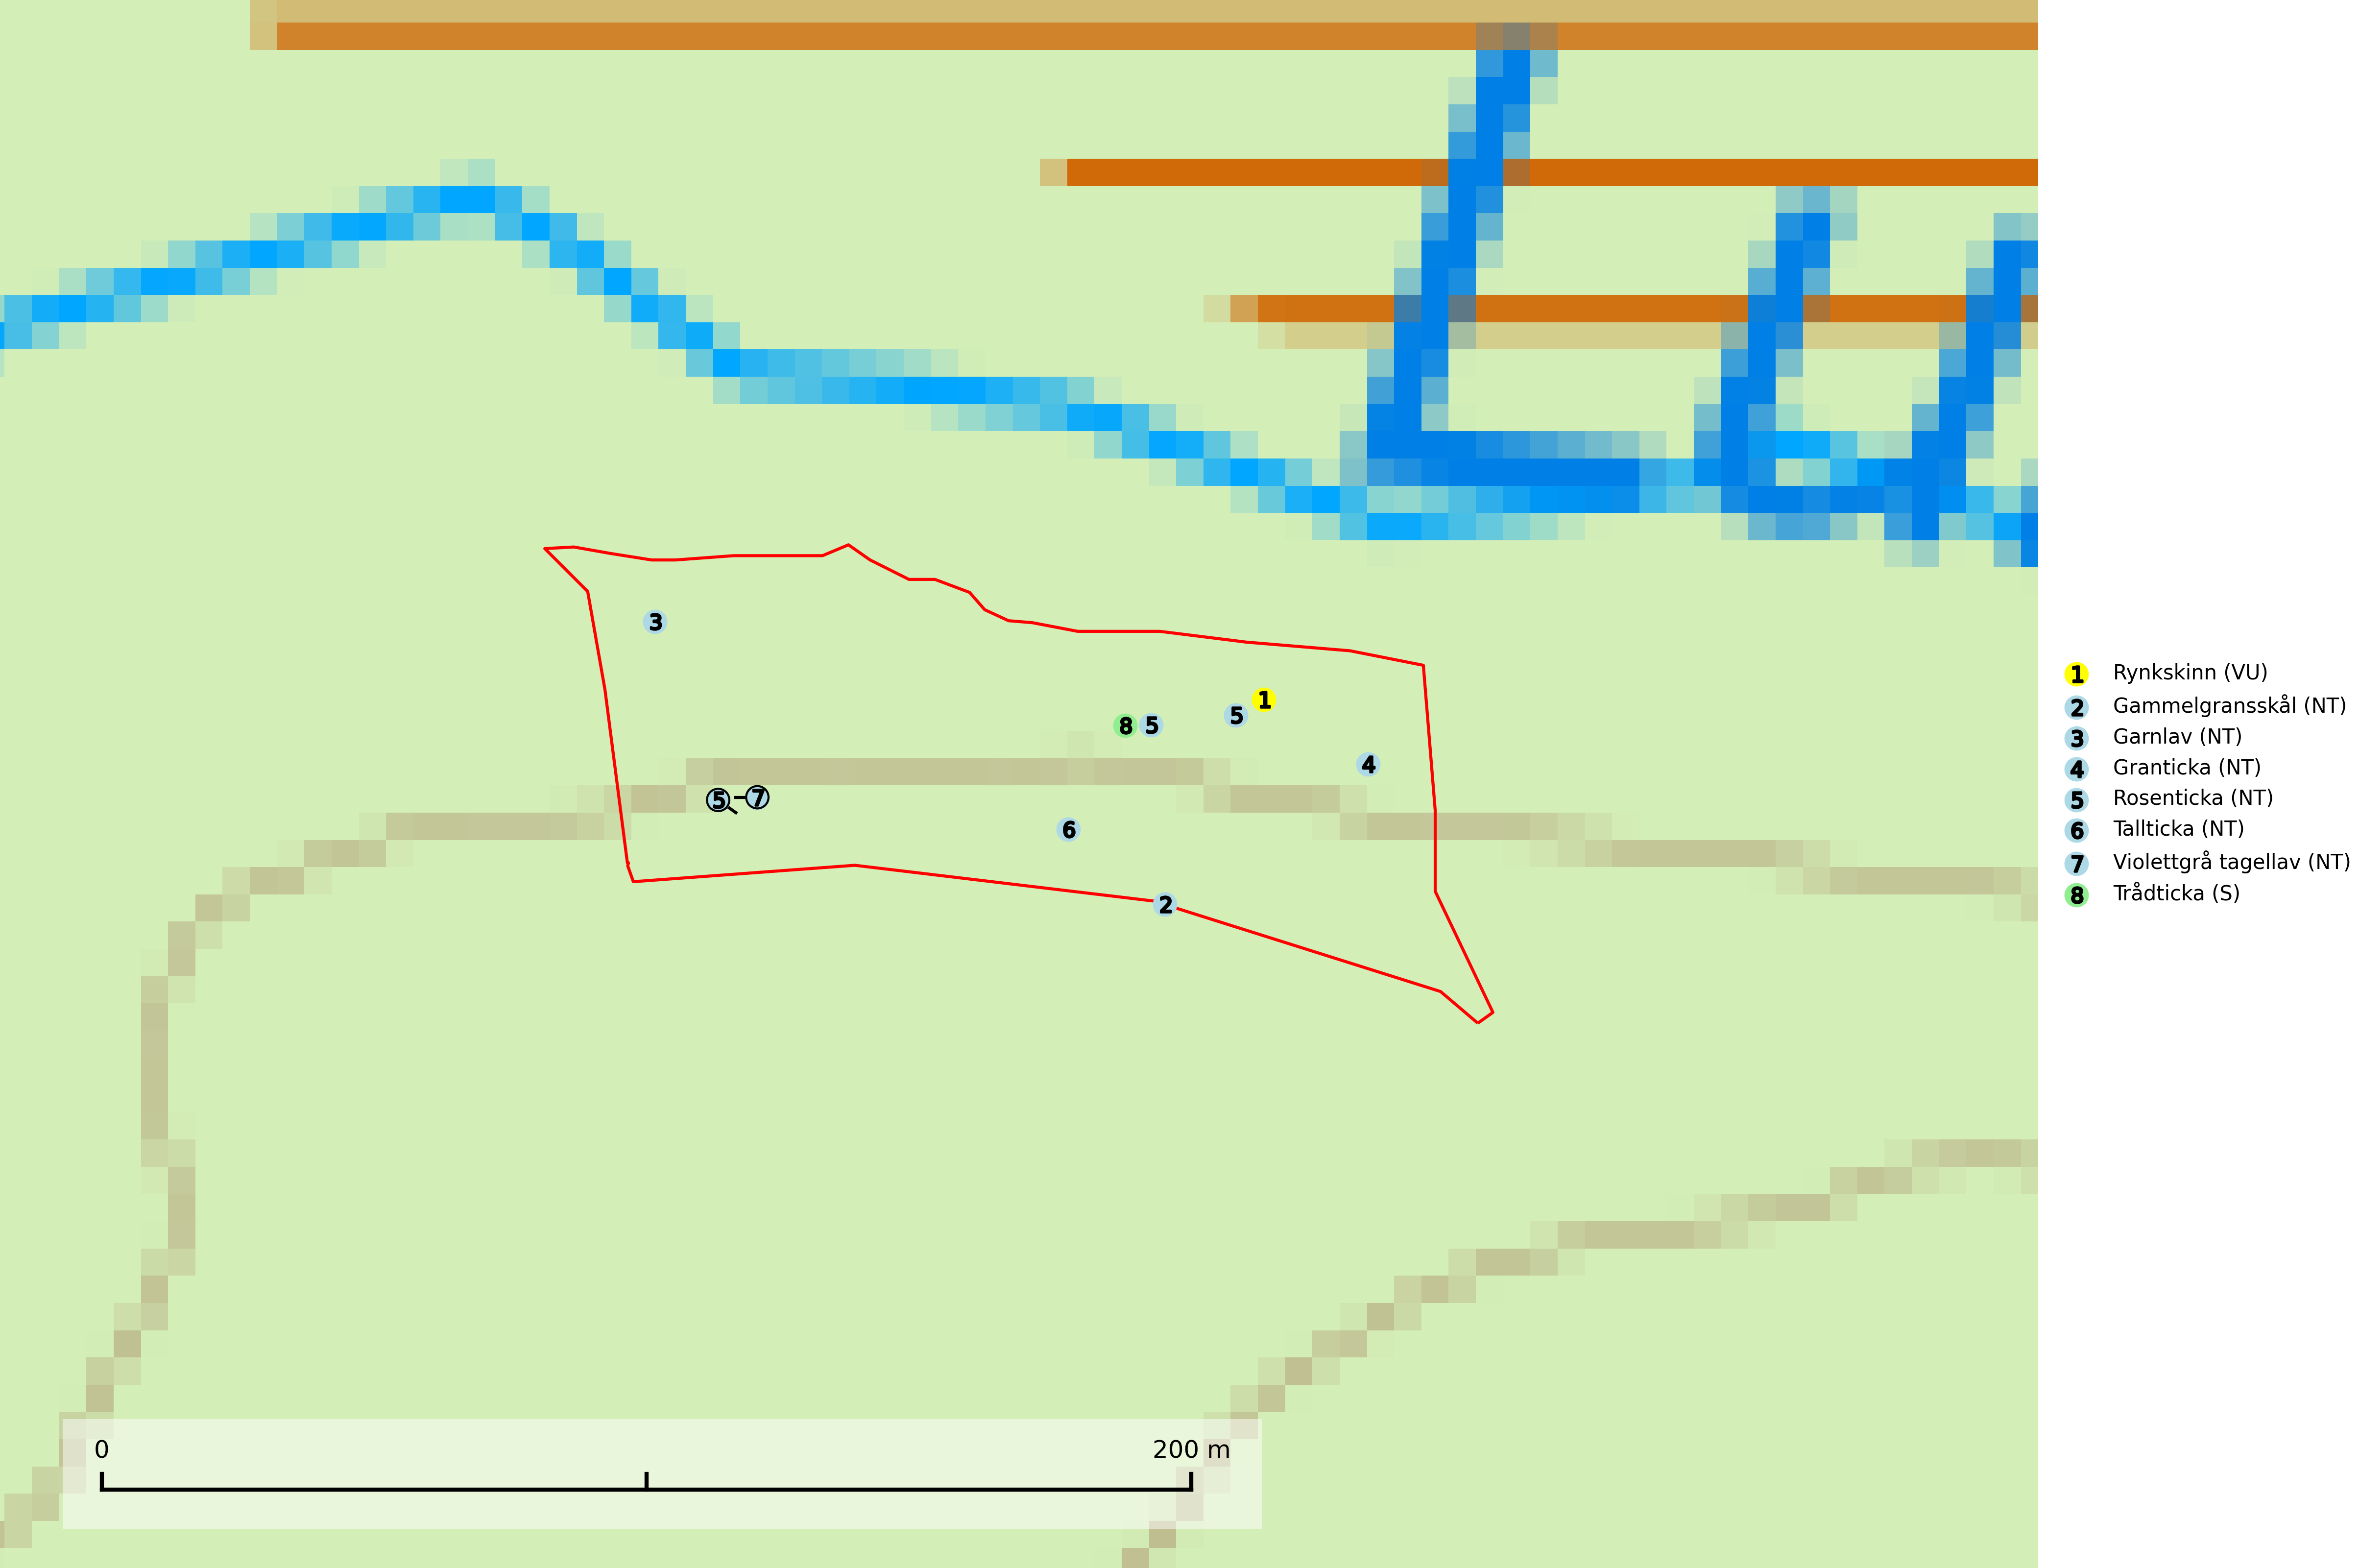 3
1
8 5 5
4
5 7
6
2
1 Rynkskinn (VU)
2 Gammelgransskål (NT)
3 Garnlav (NT)
4 Granticka (NT)
5 Rosenticka (NT)
6 Tallticka (NT)
7 Violettgrå tagellav (NT)
8 Trådticka (S)
0 200 m